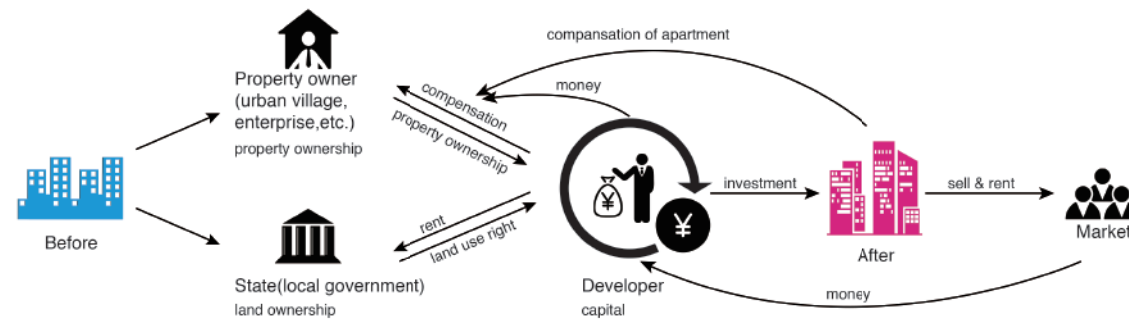 compansation of apartment
money
Property owner
(urban village,
enterprise,etc.)
property ownership
compensation
property ownership
Before
rent
land use right
State(local government)
land ownership
¥
¥
Developer
capital
investment
After
sell & rent
Market
money